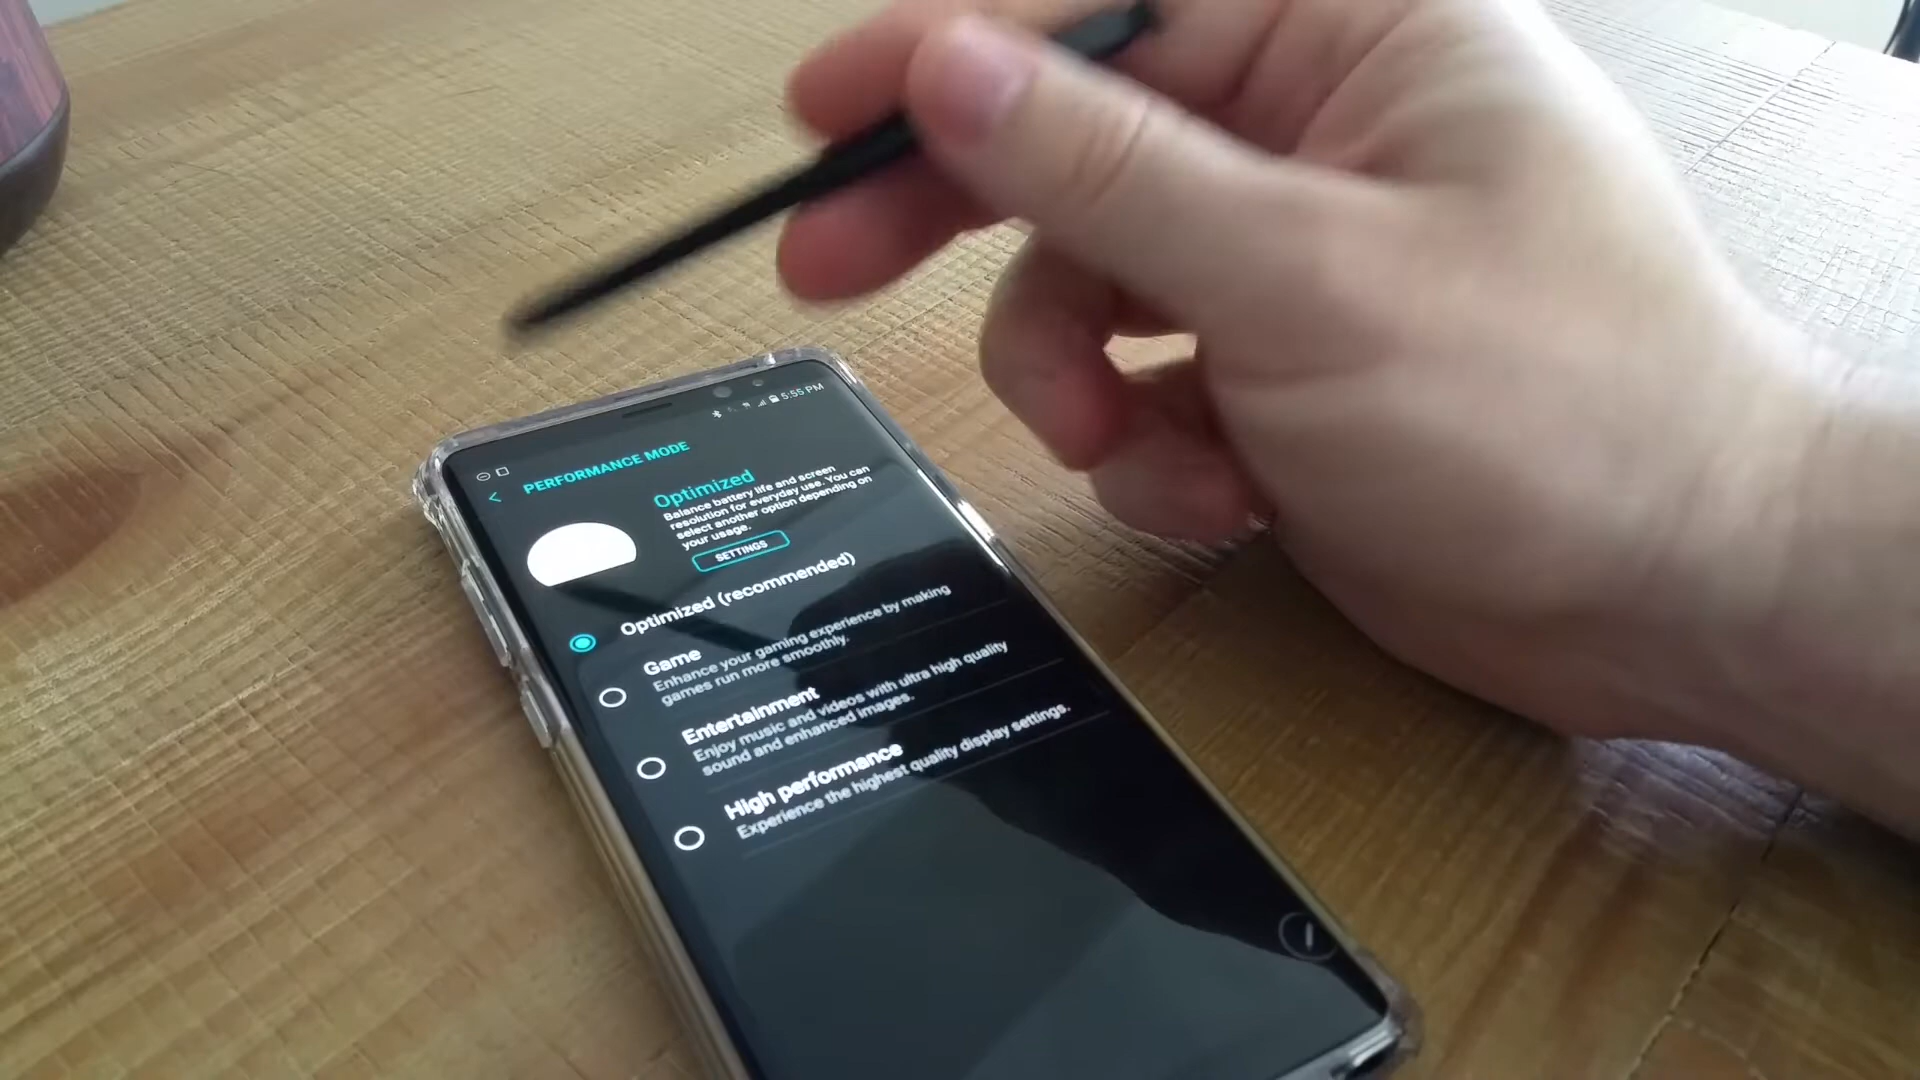 5:55 PM
PERFORMANCE MODE
Optimized
Balance battery life and screen
resolution for everyday use. You can
select another option depending on
your usage.
SETTINGS
Optimized (recommended)
Game
Enhance your gaming experience by making
games run more smoothly.
Entertainment
Enjoy music and videos with ultra high quality
sound and enhanced images.
High performance
Experience the highest quality display settings.